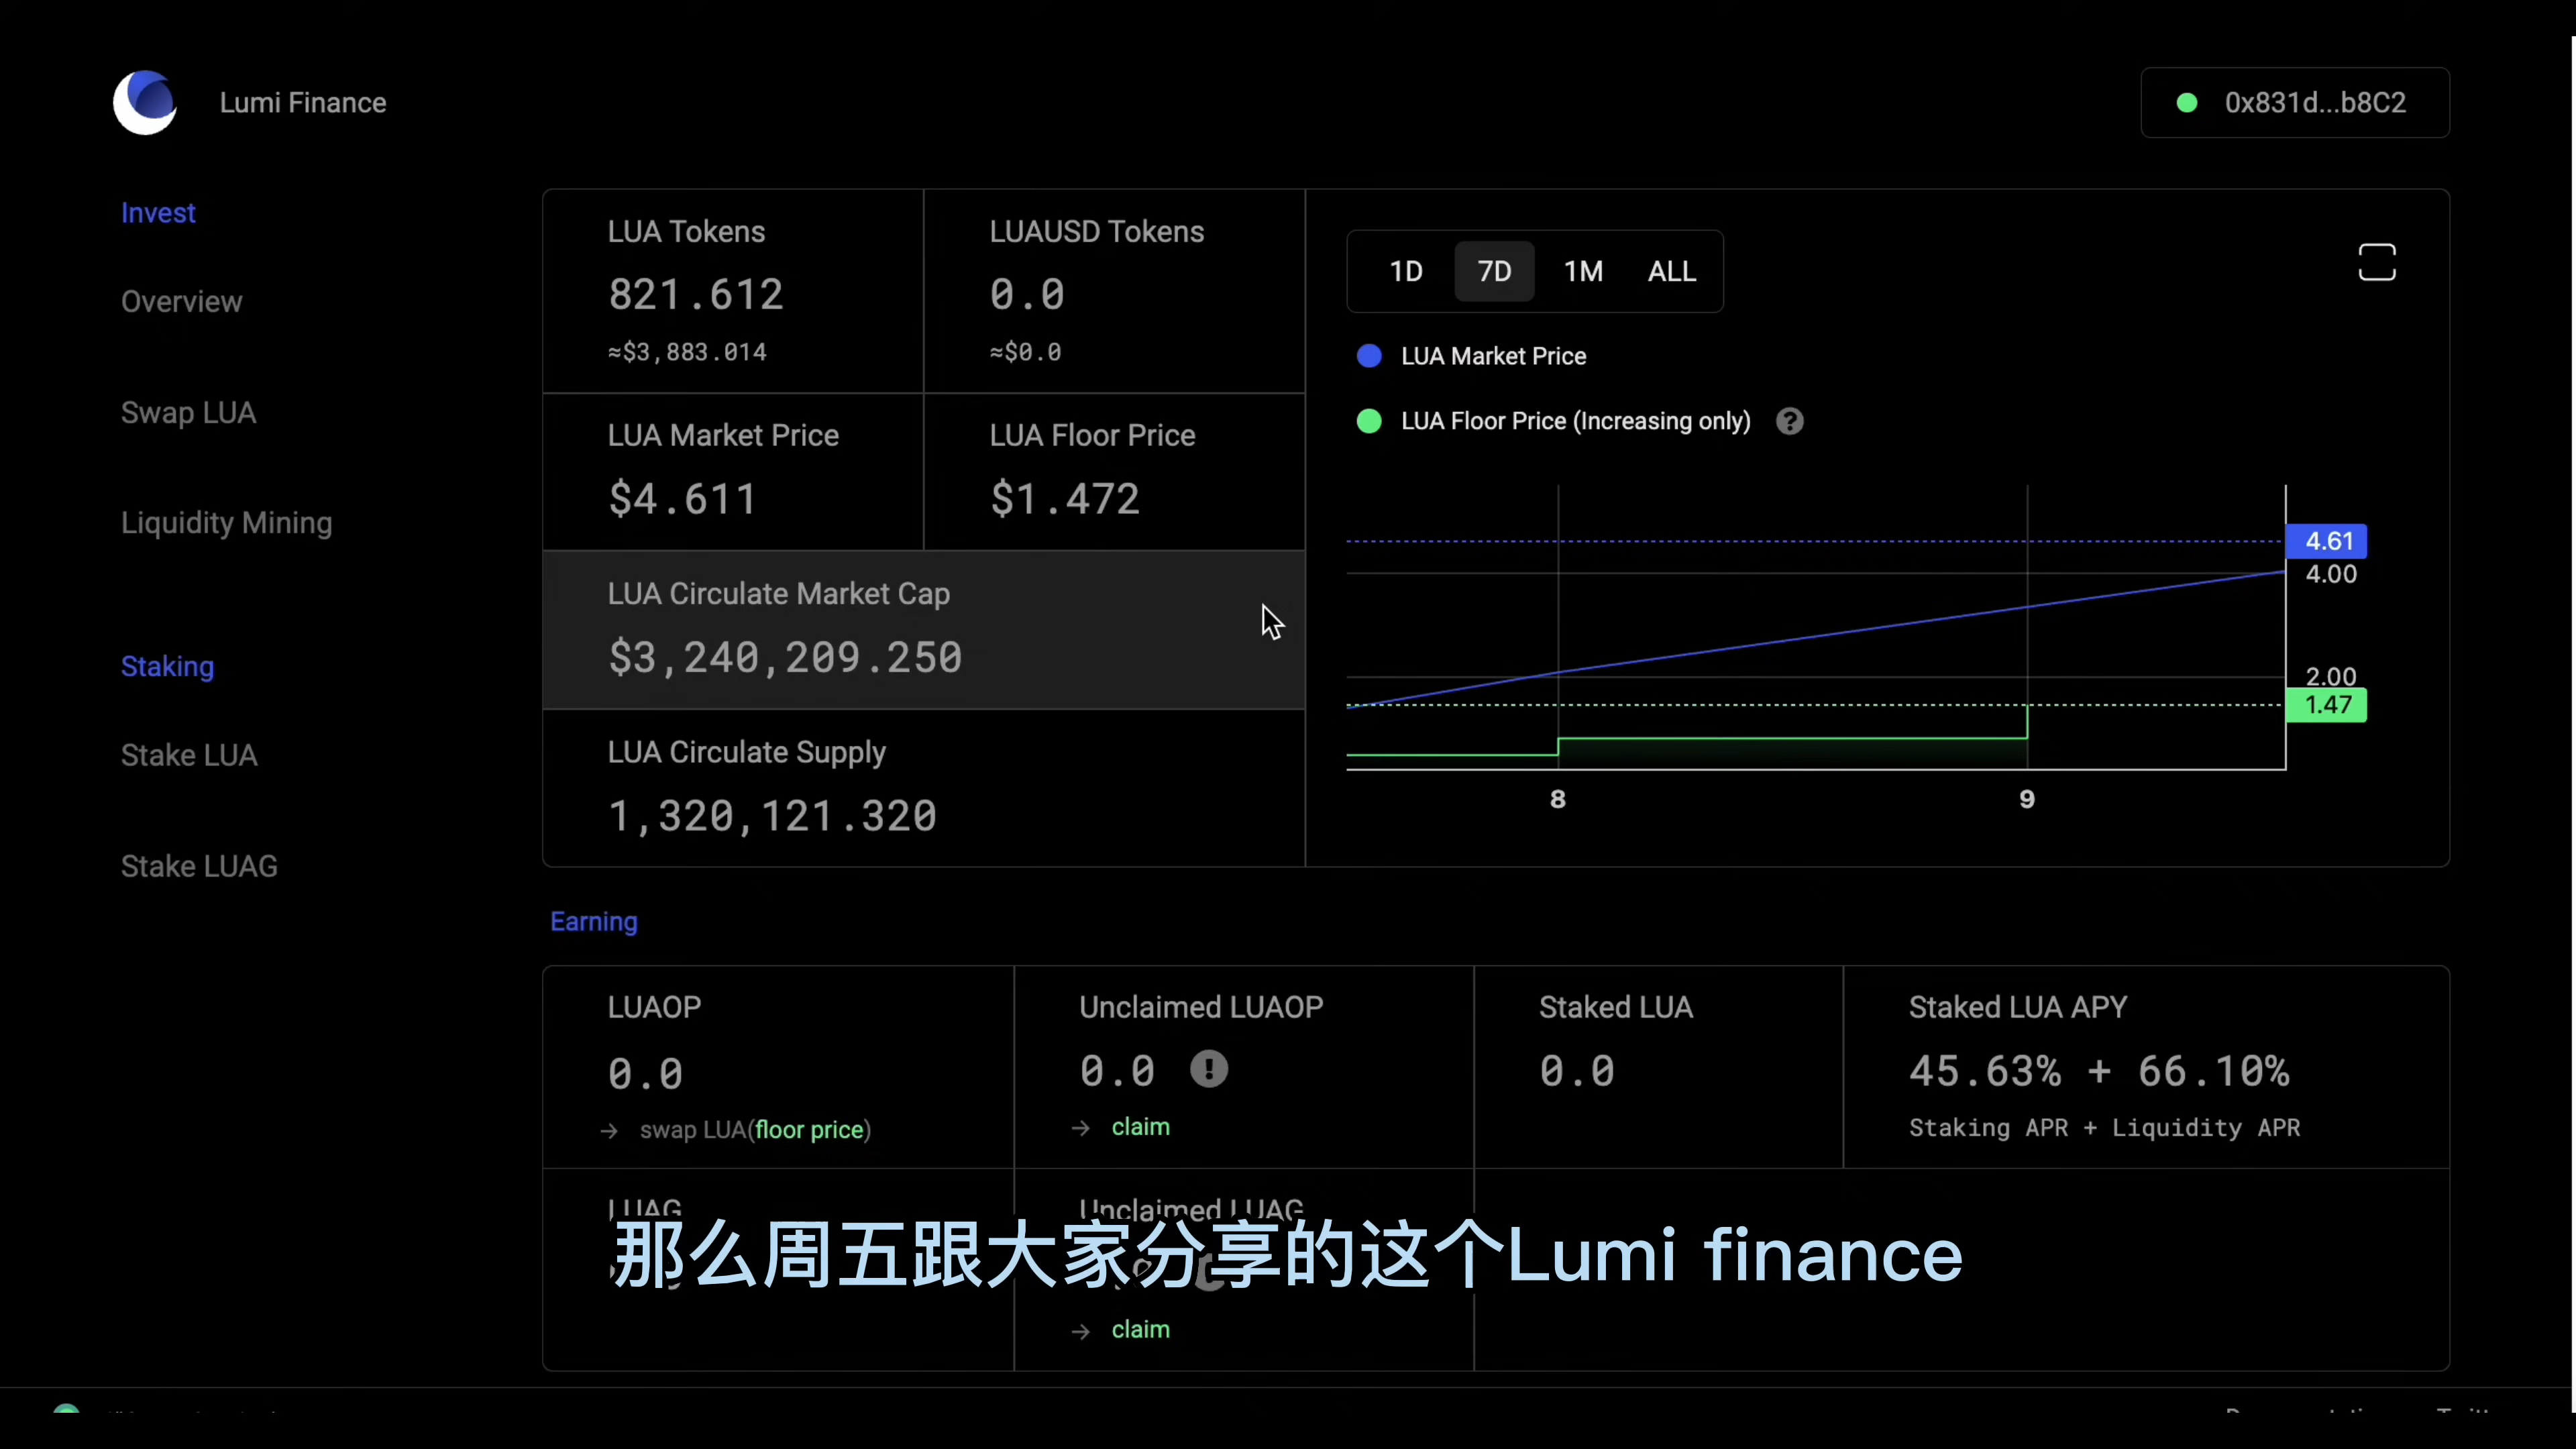 Lumi Finance
0x831d...b8C2
Invest
Overview
Swap LUA
Liquidity Mining
Staking
Stake LUA
Stake LUAG
LUA Tokens
821.612
≈$3,883.014
LUAUSD Tokens
0.0
≈$0.0
LUA Market Price
$4.611
LUA Floor Price
$1.472
LUA Circulate Market Cap
$3,240,209.250
LUA Circulate Supply
1,320,121.320
1D 7D 1M ALL
LUA Market Price
LUA Floor Price (Increasing only) ?
4.61
4.00
2.00
1.47
8 9
Earning
LUAOP
0.0
→ swap LUA(floor price)
Unclaimed LUAOP
0.0 !
→ claim
Staked LUA
0.0
Staked LUA APY
45.63% + 66.10%
Staking APR + Liquidity APR
LUAG
Unclaimed LUAG
→ claim
那么周五跟大家分享的这个Lumi finance